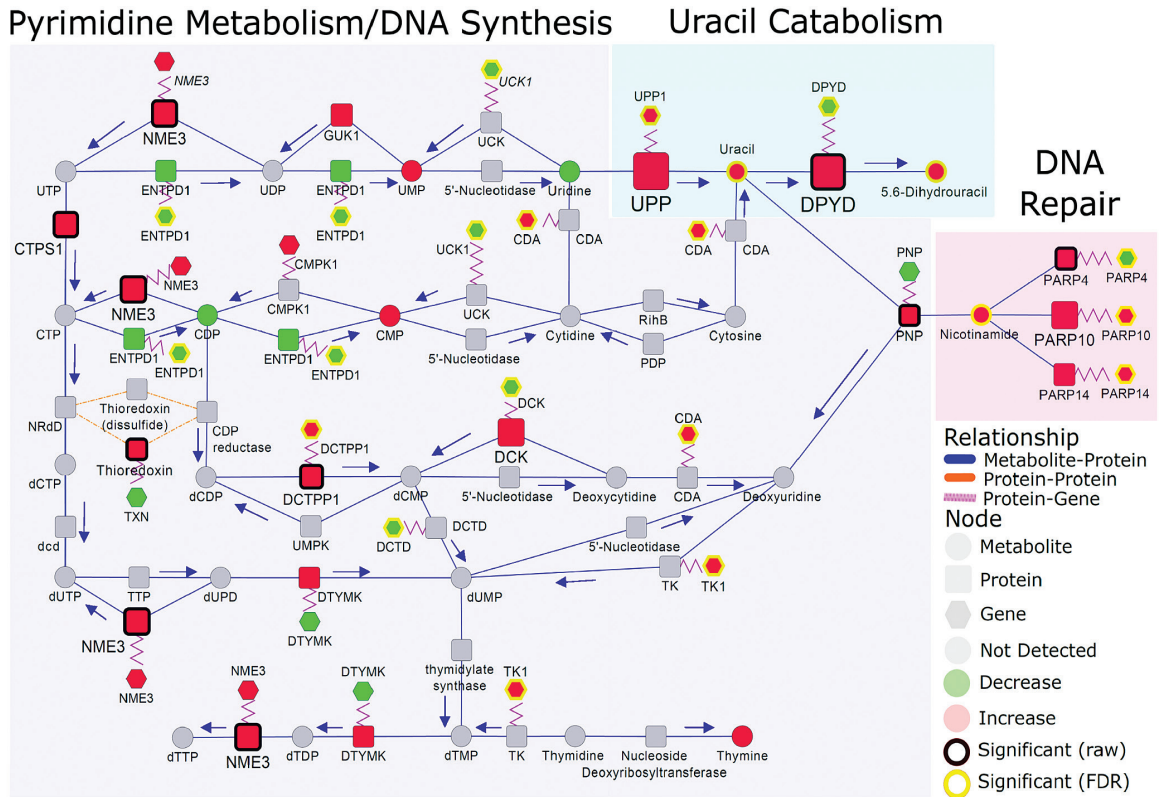 Pyrimidine Metabolism/DNA Synthesis
Uracil Catabolism
NME3
NME3
GUK1
UCK1
UCK
UPP1
UPP
Uracil
DPYD
DPYD
5.6-Dihydrouracil
UTP
ENTPD1
ENTPD1
UDP
ENTPD1
ENTPD1
UMP
5'-Nucleotidase
Uridine
DNA
Repair
CTPS1
CDA
CDA
CDA
CDA
NME3
NME3
CMPK1
CMPK1
UCK1
UCK
PNP
PNP
CTP
ENTPD1
ENTPD1
CDP
ENTPD1
ENTPD1
CMP
5'-Nucleotidase
Cytidine
RihB
PDP
Cytosine
Nicotinamide
PARP4
PARP4
PARP10
PARP10
PARP14
PARP14
NRdD
Thioredoxin
(dissulfide)
Thioredoxin
TXN
CDP
reductase
DCTPP1
DCTPP1
DCK
DCK
CDA
CDA
dCTP
dCDP
dCMP
5'-Nucleotidase
Deoxycytidine
Deoxyuridine
UMPK
DCTD
DCTD
5'-Nucleotidase
dcd
dUTP
TTP
dUPD
DTYMK
DTYMK
dUMP
TK
TK1
NME3
NME3
thymidylate
synthase
NME3
NME3
DTYMK
DTYMK
TK1
TK
dTTP
dTDP
dTMP
Thymidine
Nucleoside
Deoxyribosyltransferase
Thymine
Relationship
Metabolite-Protein
Protein-Protein
Protein-Gene
Node
Metabolite
Protein
Gene
Not Detected
Decrease
Increase
Significant (raw)
Significant (FDR)